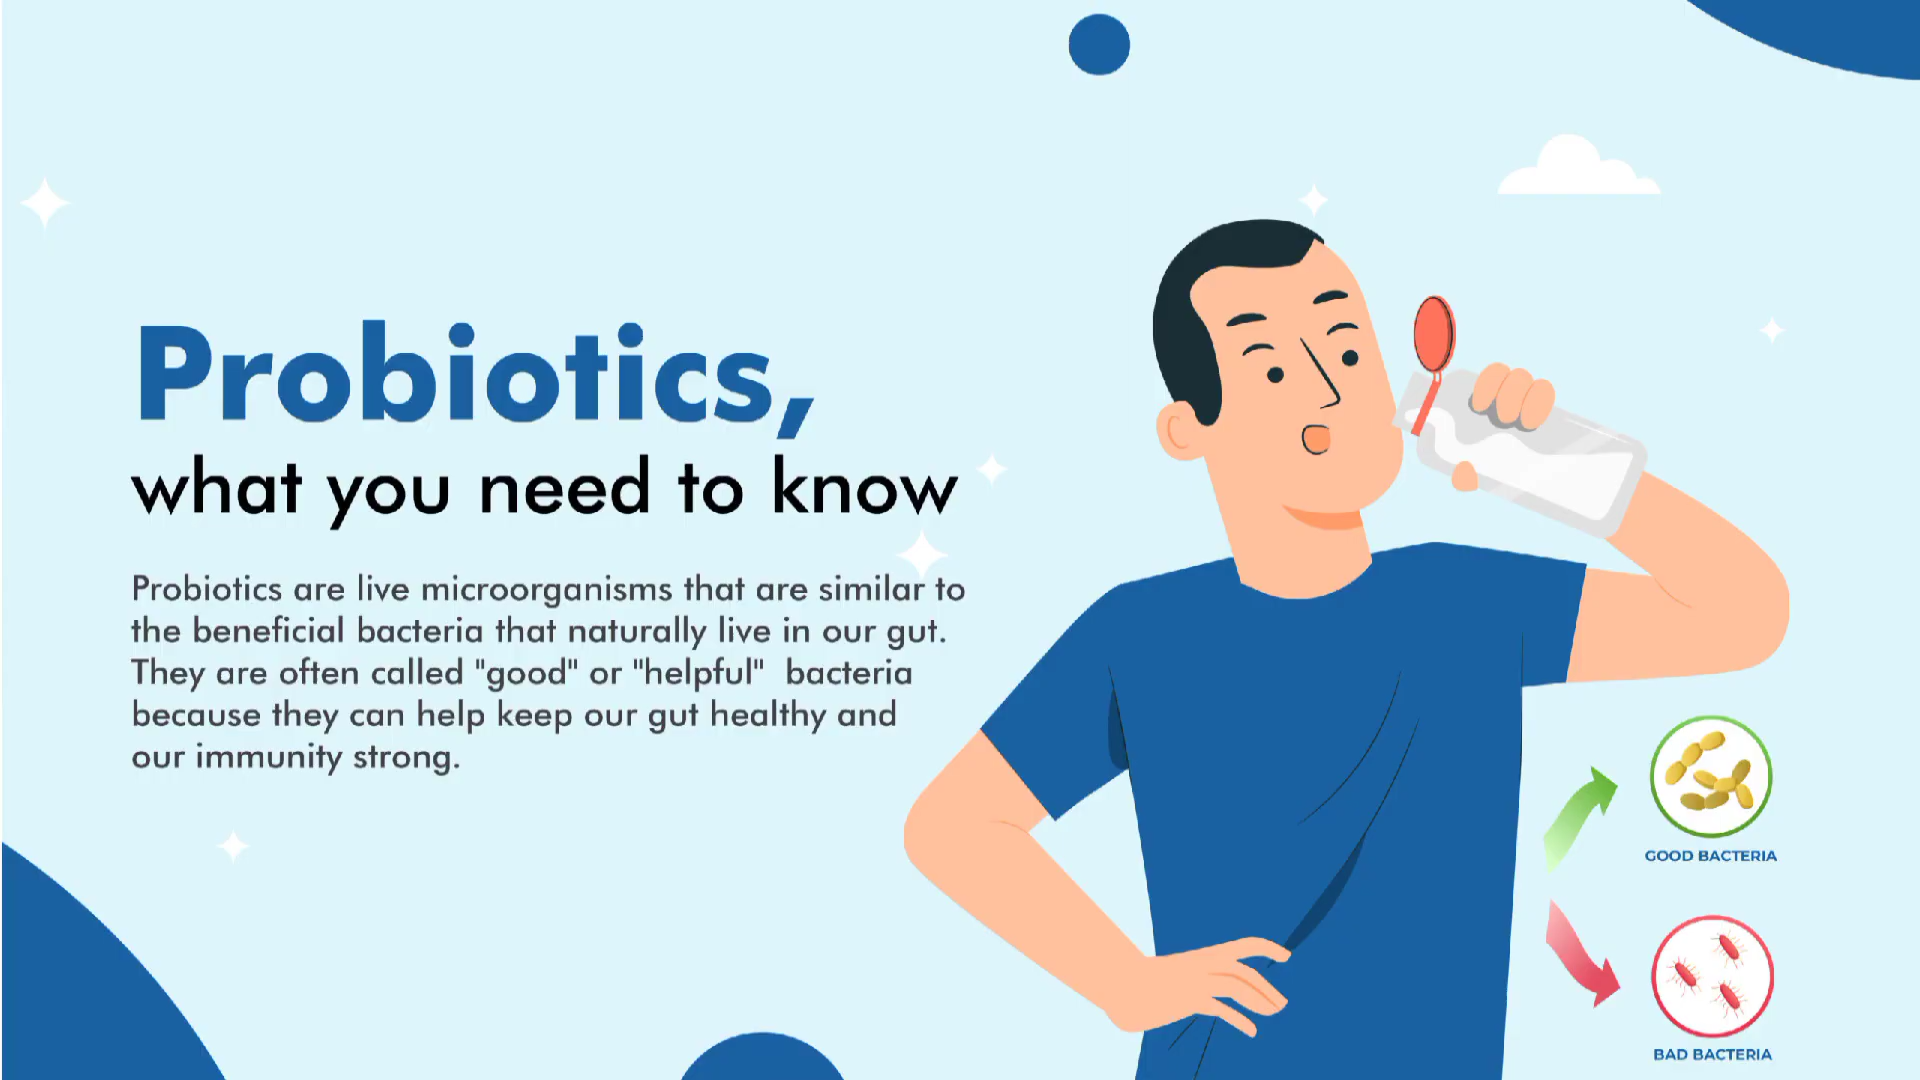 Probiotics,
what you need to know
Probiotics are live microorganisms that are similar to
the beneficial bacteria that naturally live in our gut.
They are often called "good" or "helpful"  bacteria
because they can help keep our gut healthy and
our immunity strong.
GOOD BACTERIA
BAD BACTERIA